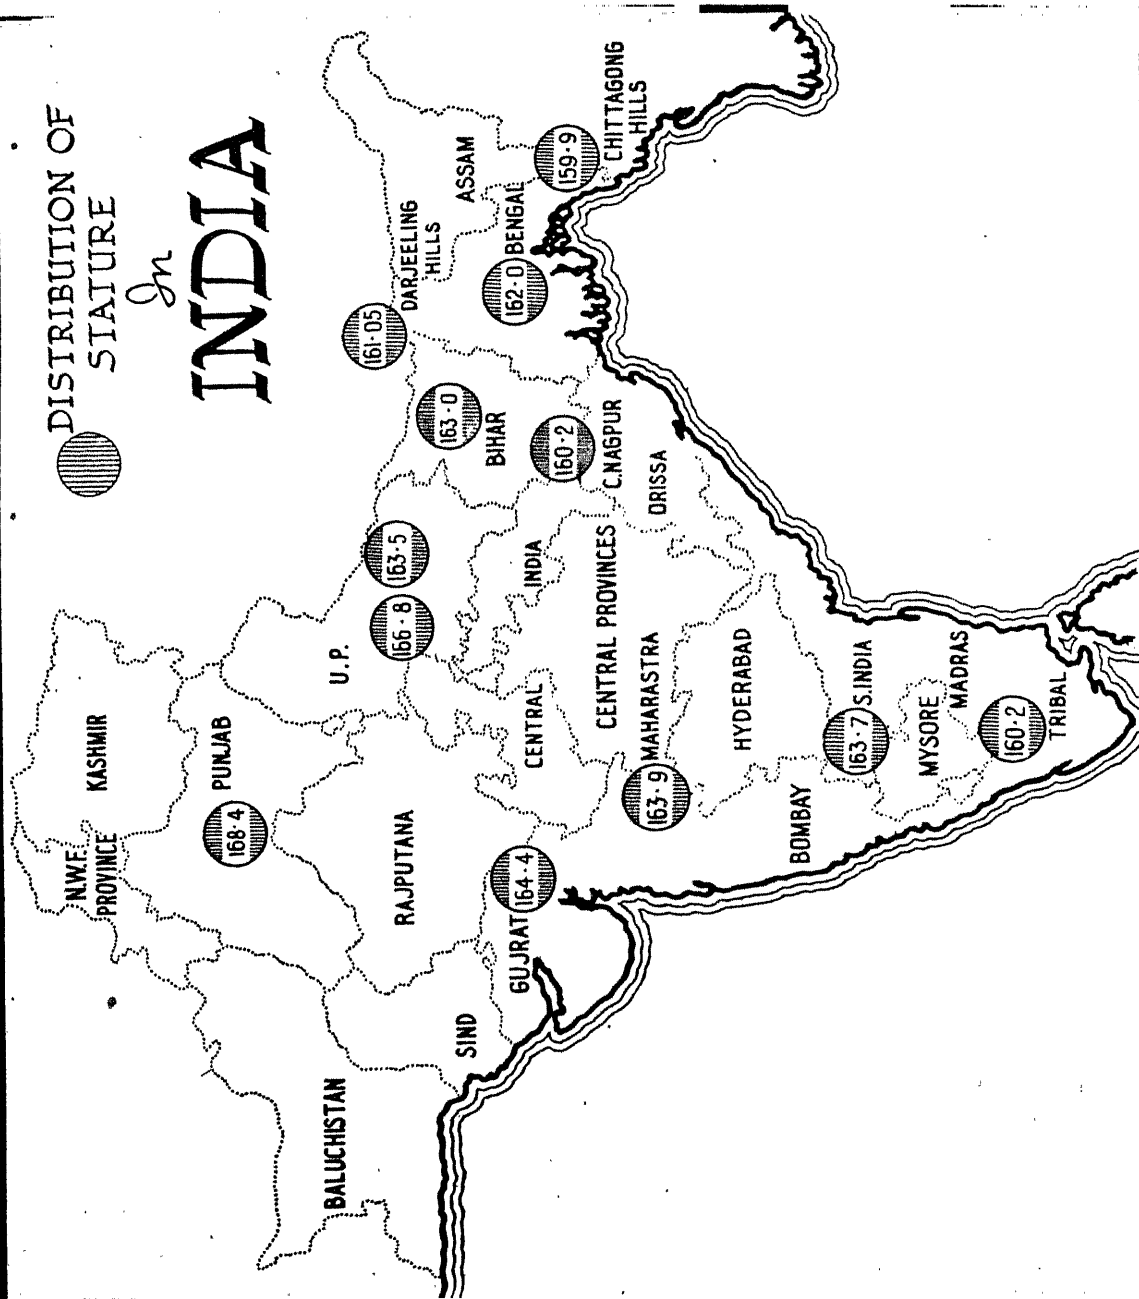 DISTRIBUTION OF
STATURE
In
INDIA
KASHMIR
N.W.F.
PROVINCE
PUNJAB
168·4
U.P.
166·8
163·5
161·05
DARJEELING
HILLS
ASSAM
BALUCHISTAN
RAJPUTANA
SIND
163·0
BIHAR
BENGAL
162·0
159·9
CHITTAGONG
HILLS
GUJRAT
164·4
CENTRAL
INDIA
160·2
C.NAGPUR
CENTRAL PROVINCES
ORISSA
163·9
MAHARASTRA
HYDERABAD
BOMBAY
163·7
S.INDIA
MYSORE
MADRAS
160·2
TRIBAL